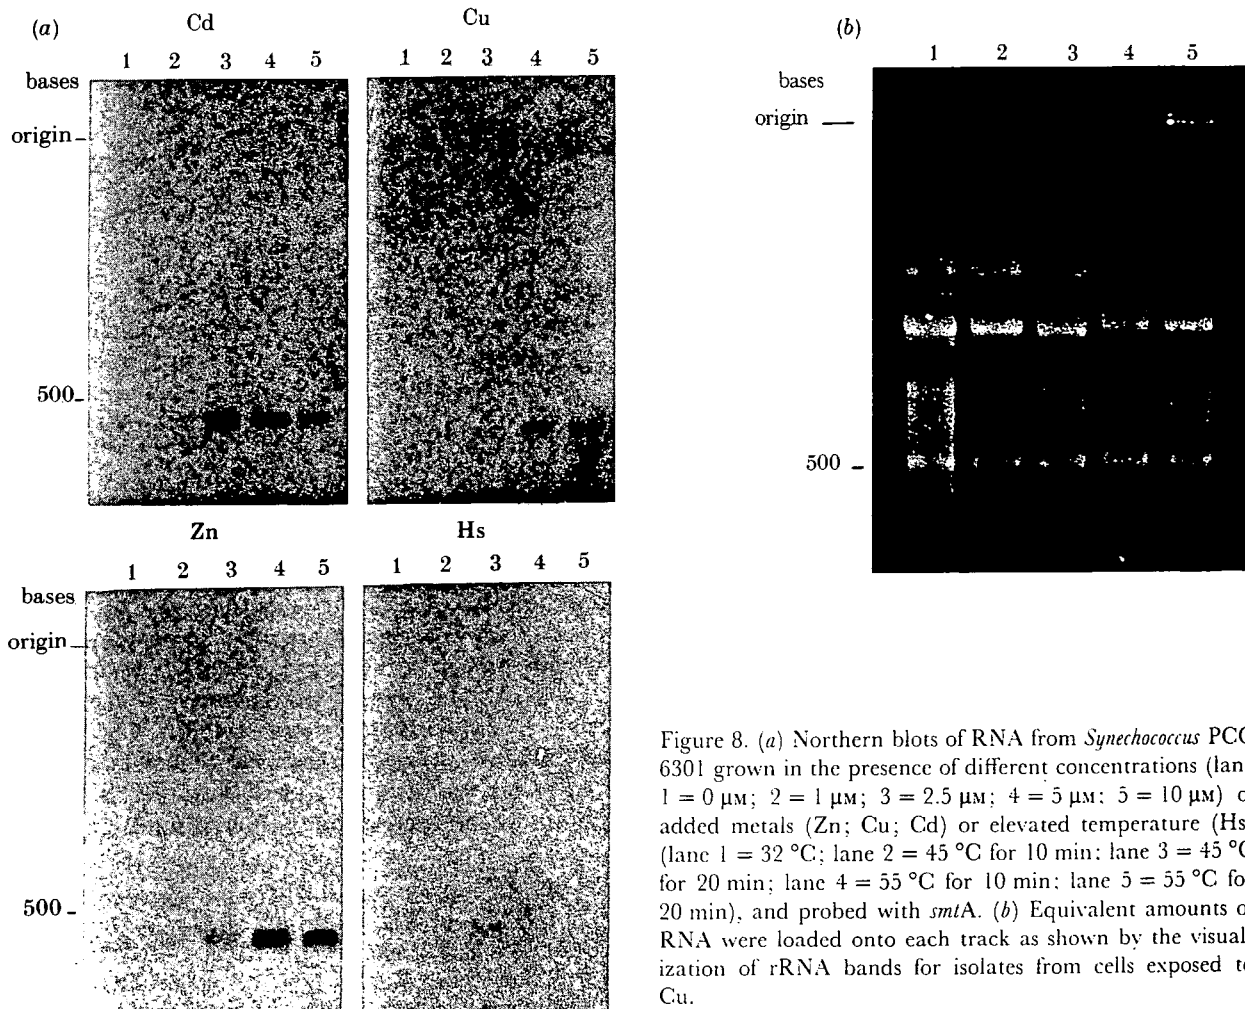 (a)
Cd
Cu
1 2 3 4 5
1 2 3 4 5
bases
origin
500
Zn
Hs
1 2 3 4 5
1 2 3 4 5
bases
origin
500
(b)
1 2 3 4 5
bases
origin
500
Figure 8. (a) Northern blots of RNA from Synechococcus PCC
6301 grown in the presence of different concentrations (lan
1 = 0 μM; 2 = 1 μM; 3 = 2.5 μM; 4 = 5 μM; 5 = 10 μM) o
added metals (Zn; Cu; Cd) or elevated temperature (Hs
(lane 1 = 32 °C; lane 2 = 45 °C for 10 min; lane 3 = 45 °C
for 20 min; lane 4 = 55 °C for 10 min; lane 5 = 55 °C fo
20 min), and probed with smtA. (b) Equivalent amounts o
RNA were loaded onto each track as shown by the visual-
ization of rRNA bands for isolates from cells exposed to
Cu.